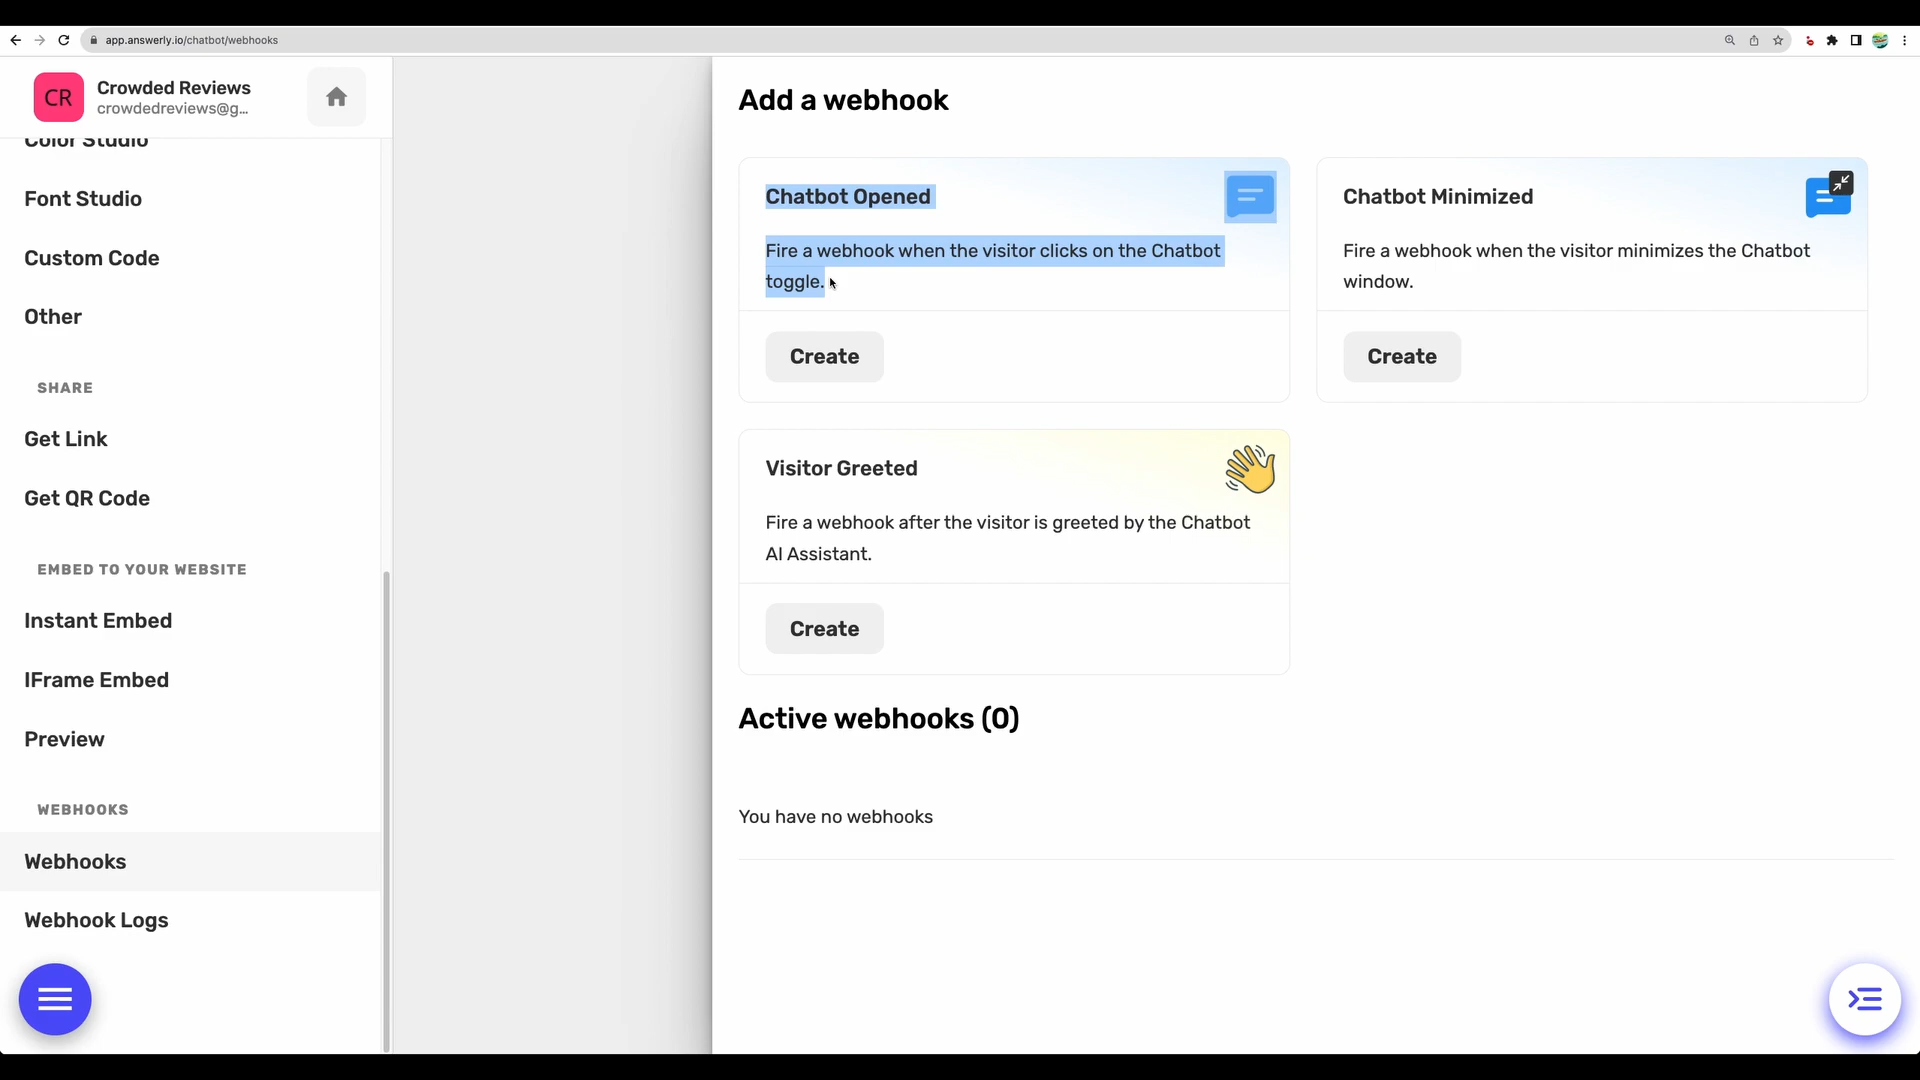 app.answerly.io/chatbot/webhooks
CR
Crowded Reviews
crowdedreviews@g...
Color Studio
Font Studio
Custom Code
Other
SHARE
Get Link
Get QR Code
EMBED TO YOUR WEBSITE
Instant Embed
IFrame Embed
Preview
WEBHOOKS
Webhooks
Webhook Logs
Add a webhook
Chatbot Opened
Fire a webhook when the visitor clicks on the Chatbot
toggle.
Create
Chatbot Minimized
Fire a webhook when the visitor minimizes the Chatbot
window.
Create
Visitor Greeted
Fire a webhook after the visitor is greeted by the Chatbot
AI Assistant.
Create
Active webhooks (0)
You have no webhooks